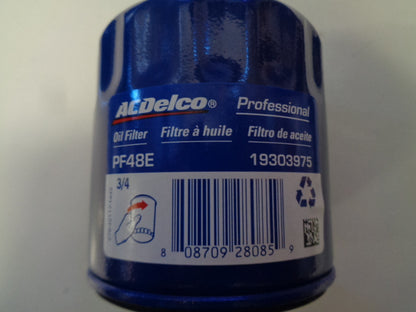 ACDelco® Professional
Oil Filter Filtre à huile Filtro de aceite
PF48E 19303975
3/4
8 08709 28085 9